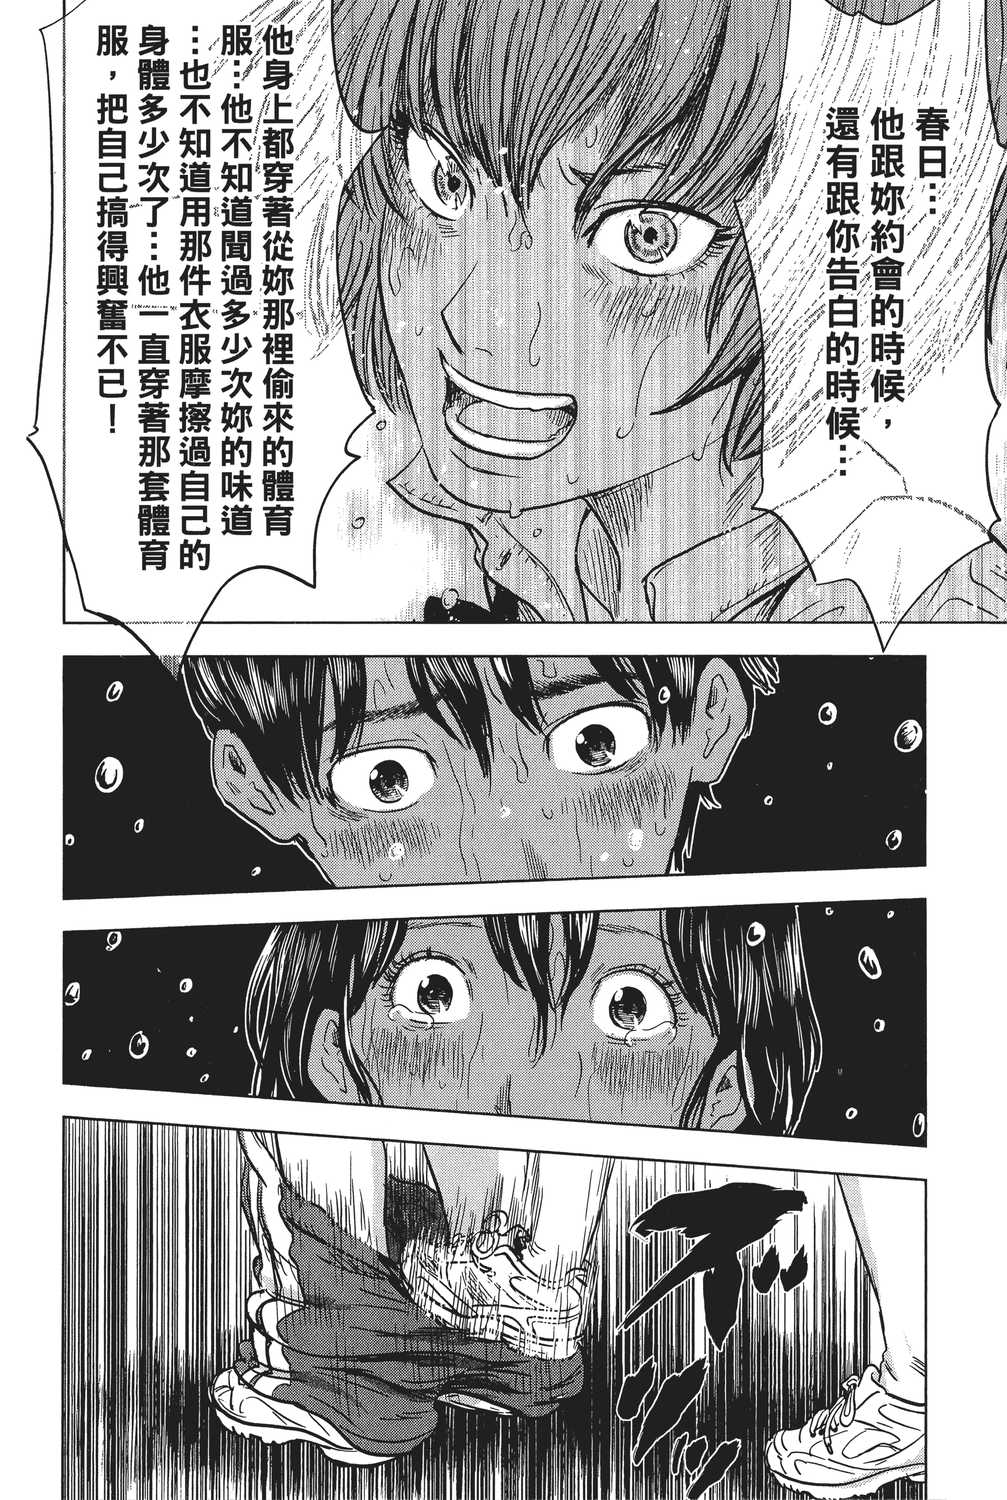 春日…
他跟妳約會的時候，
還有跟你告白的時候…
他身上都穿著從妳那裡偷來的體育
服…他不知道聞過多少次妳的味道
…也不知道用那件衣服摩擦過自己的
身體多少次了…他一直穿著那套體育
服，把自己搞得興奮不已！
ズズッ